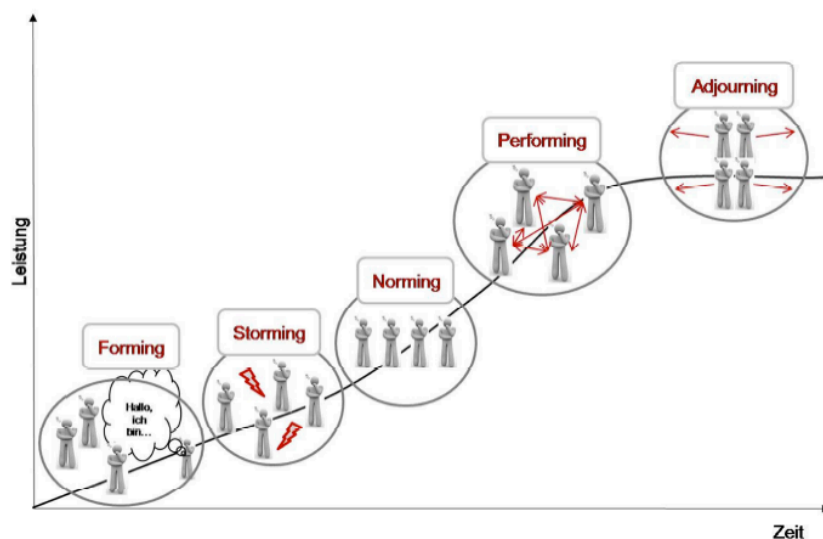 Adjourning
Performing
Norming
Storming
Forming
Hallo,
ich
bin...
Leistung
Zeit